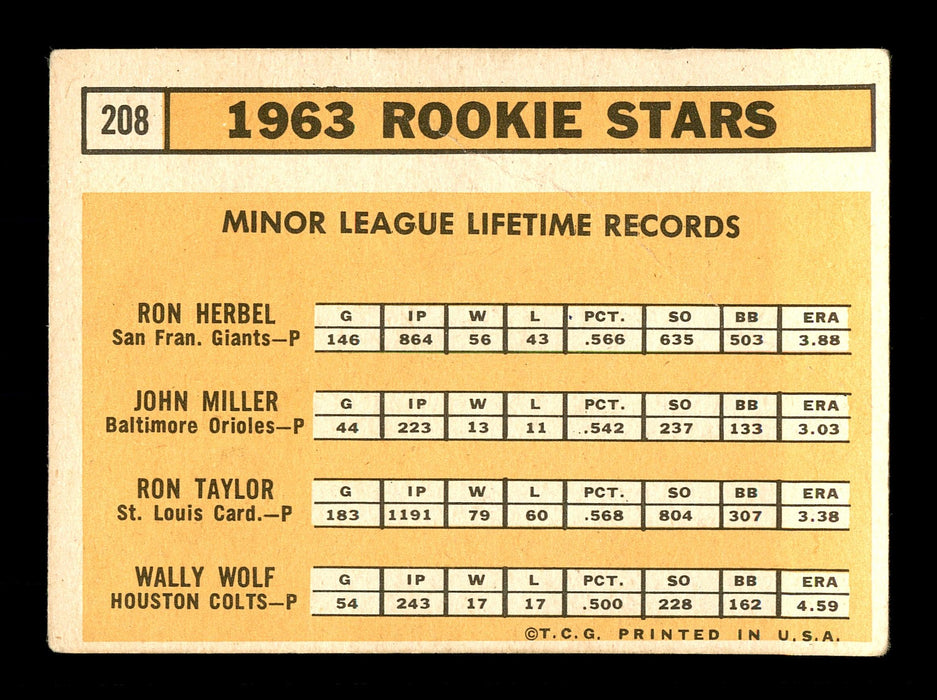 208 1963 ROOKIE STARS
MINOR LEAGUE LIFETIME RECORDS
RON HERBEL
San Fran. Giants—P
G IP W L PCT. SO BB ERA
146 864 56 43 .566 635 503 3.88
JOHN MILLER
Baltimore Orioles—P
G IP W L PCT. SO BB ERA
44 223 13 11 .542 237 133 3.03
RON TAYLOR
St. Louis Card.—P
G IP W L PCT. SO BB ERA
183 1191 79 60 .568 804 307 3.38
WALLY WOLF
HOUSTON COLTS—P
G IP W L PCT. SO BB ERA
54 243 17 17 .500 228 162 4.59
©T.C.G. PRINTED IN U.S.A.